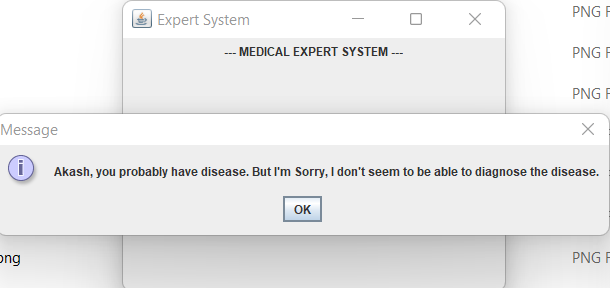 Expert System
PNG F
--- MEDICAL EXPERT SYSTEM ---
PNG F
PNG F
Message
Akash, you probably have disease. But I'm Sorry, I don't seem to be able to diagnose the disease.
OK
ong
PNG F